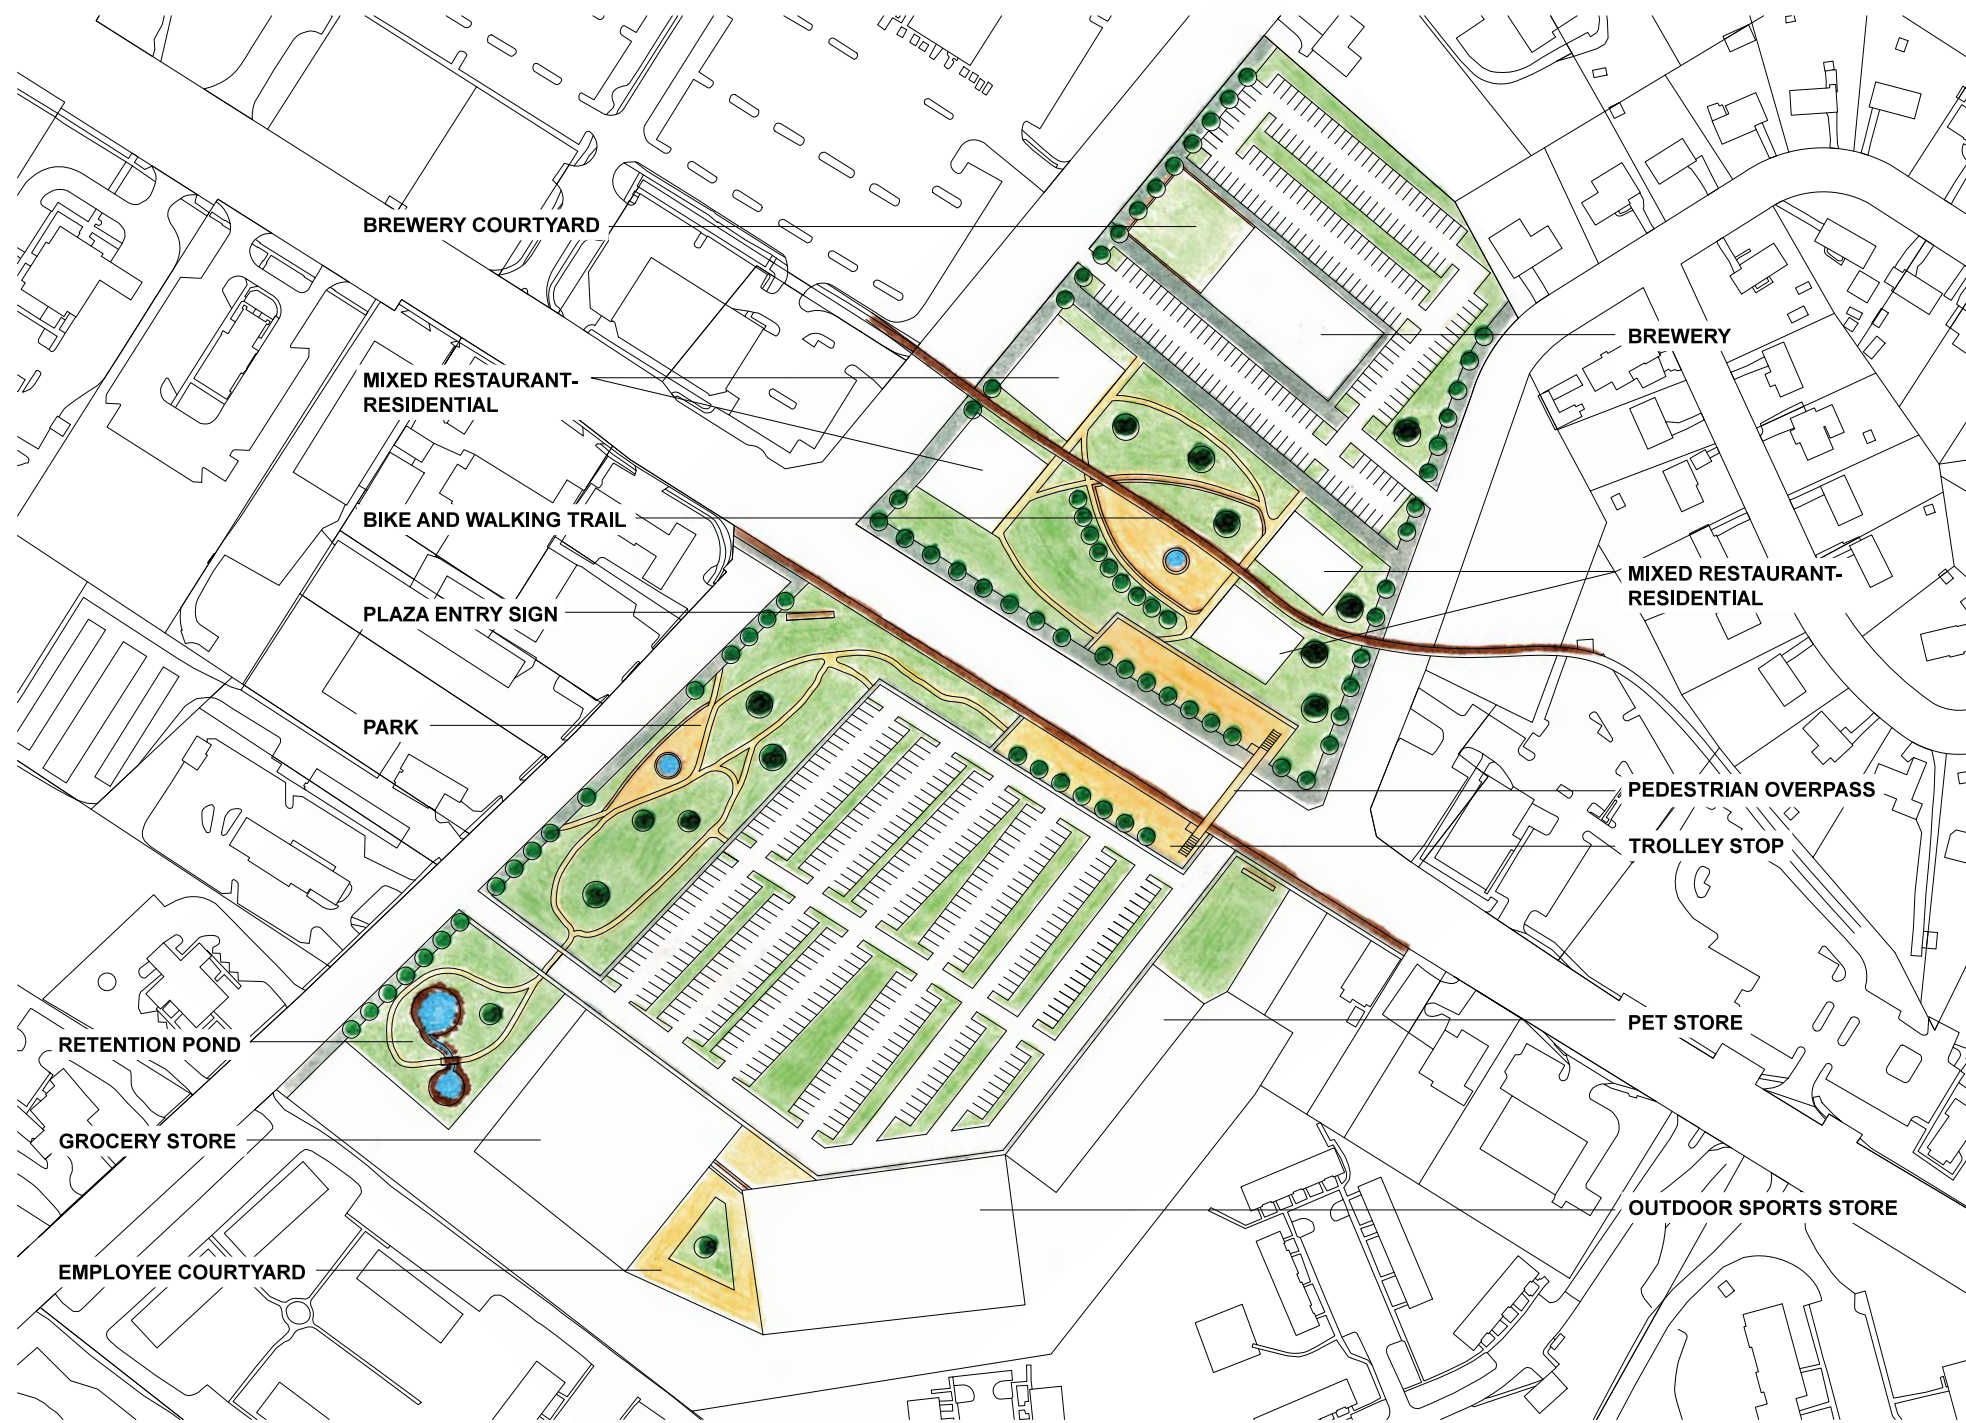 BREWERY COURTYARD
BREWERY
MIXED RESTAURANT-
RESIDENTIAL
BIKE AND WALKING TRAIL
MIXED RESTAURANT-
RESIDENTIAL
PLAZA ENTRY SIGN
PARK
PEDESTRIAN OVERPASS
TROLLEY STOP
PET STORE
RETENTION POND
GROCERY STORE
OUTDOOR SPORTS STORE
EMPLOYEE COURTYARD